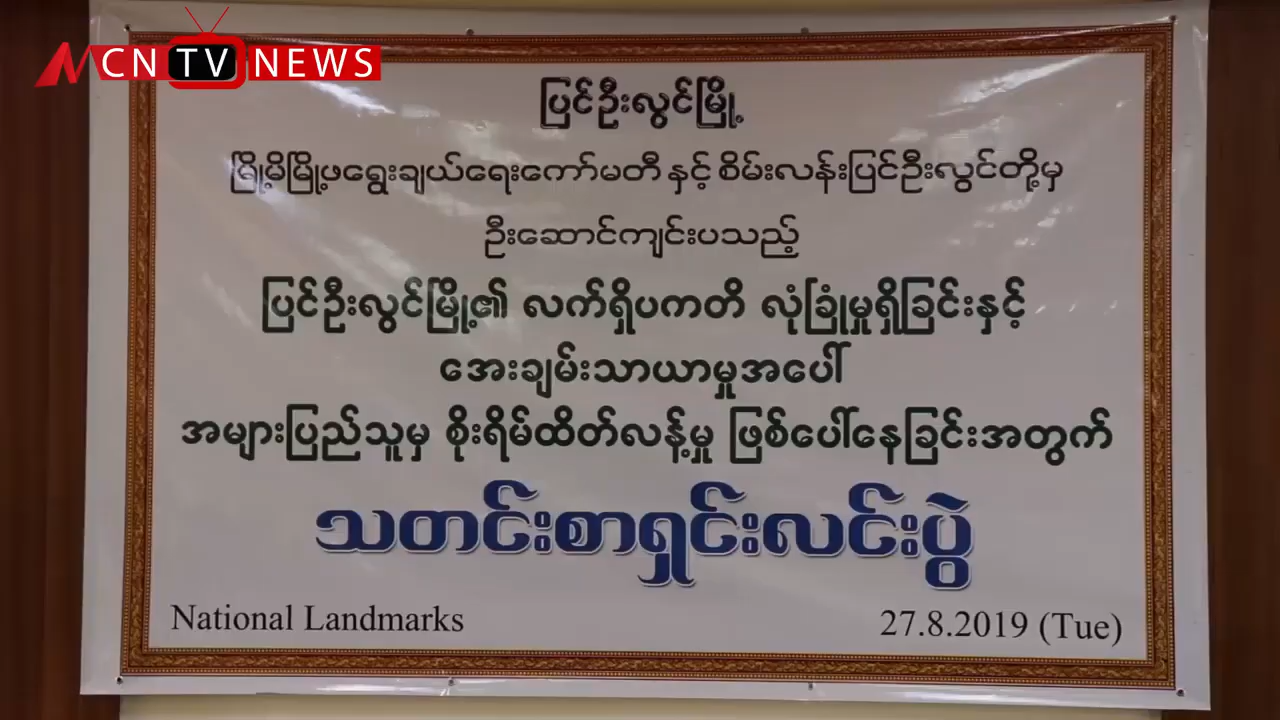 MCN TV NEWS
ပြင်ဦးလွင်မြို့
မြို့မိမြို့ဖရွေးချယ်ရေးကော်မတီ နှင့် စိမ်းလန်းပြင်ဦးလွင်တို့မှ
ဦးဆောင်ကျင်းပသည့်
ပြင်ဦးလွင်မြို့၏ လက်ရှိပကတိ လုံခြုံမှုရှိခြင်းနှင့်
အေးချမ်းသာယာမှုအပေါ်
အများပြည်သူမှ စိုးရိမ်ထိတ်လန့်မှု ဖြစ်ပေါ်နေခြင်းအတွက်
သတင်းစာရှင်းလင်းပွဲ
National Landmarks
27.8.2019 (Tue)